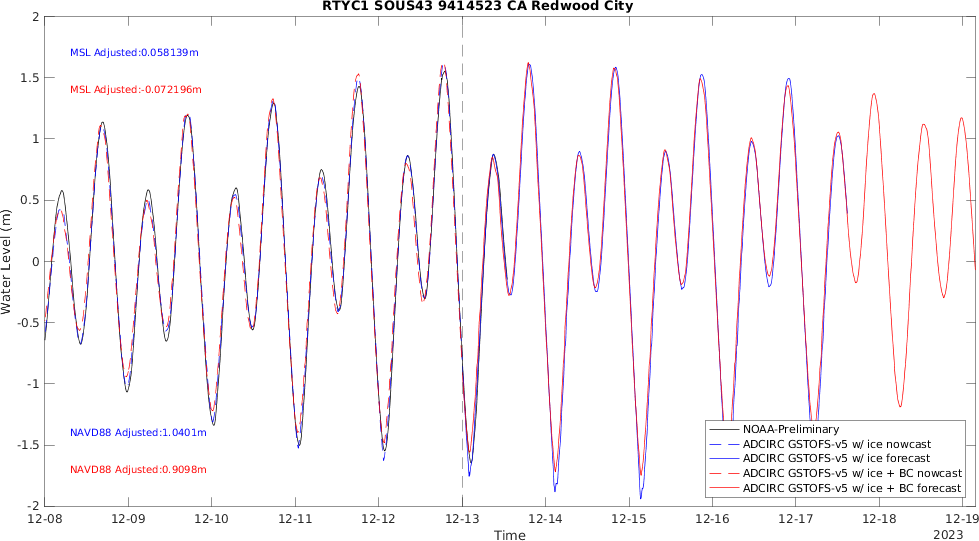 RTYC1 SOUS43 9414523 CA Redwood City
2
1.5
1
0.5
0
-0.5
-1
-1.5
-2
Water Level (m)
MSL Adjusted:0.058139m
MSL Adjusted:-0.072196m
NAVD88 Adjusted:1.0401m
NAVD88 Adjusted:0.9098m
NOAA-Preliminary
ADCIRC GSTOFS-v5 w/ ice nowcast
ADCIRC GSTOFS-v5 w/ ice forecast
ADCIRC GSTOFS-v5 w/ ice + BC nowcast
ADCIRC GSTOFS-v5 w/ ice + BC forecast
12-08 12-09 12-10 12-11 12-12 12-13 12-14 12-15 12-16 12-17 12-18 12-19
Time
2023